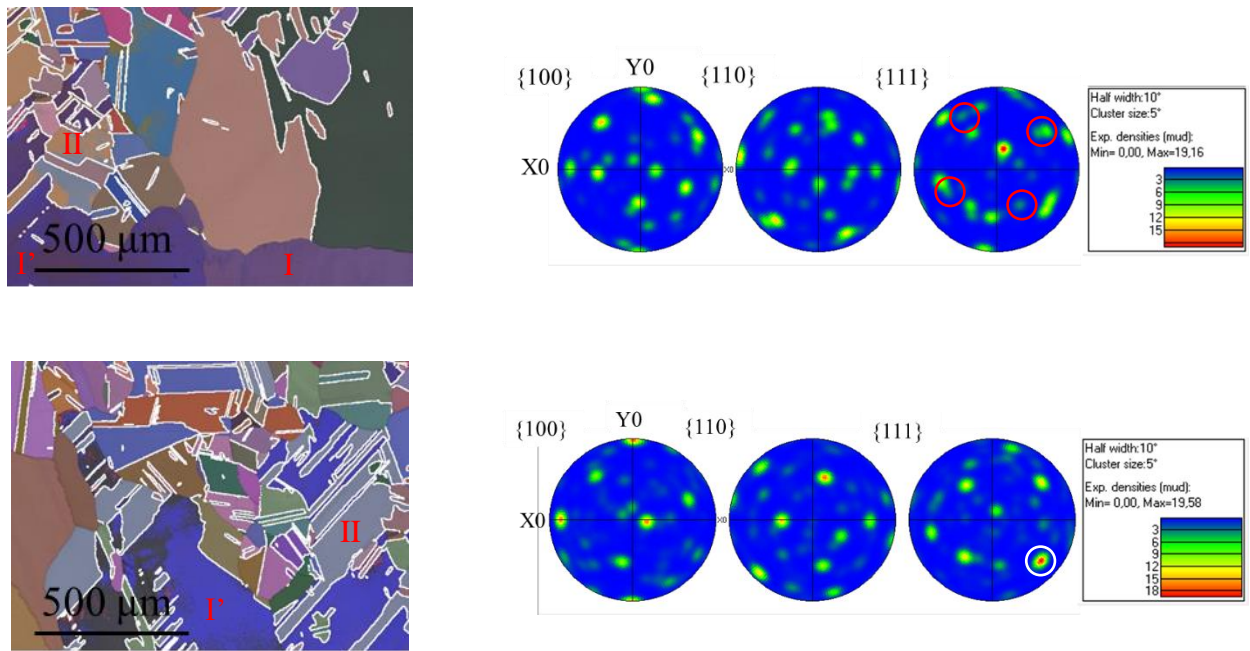 II
I'
I
500 μm
{100}
Y0
{110}
{111}
X0
X0
Half width:10°
Cluster size:5°
Exp. densities (mud):
Min= 0,00, Max=19,16
3
6
9
12
15
II
I'
500 μm
{100}
Y0
{110}
{111}
X0
X0
Half width:10°
Cluster size:5°
Exp. densities (mud):
Min= 0,00, Max=19,58
3
6
9
12
15
18